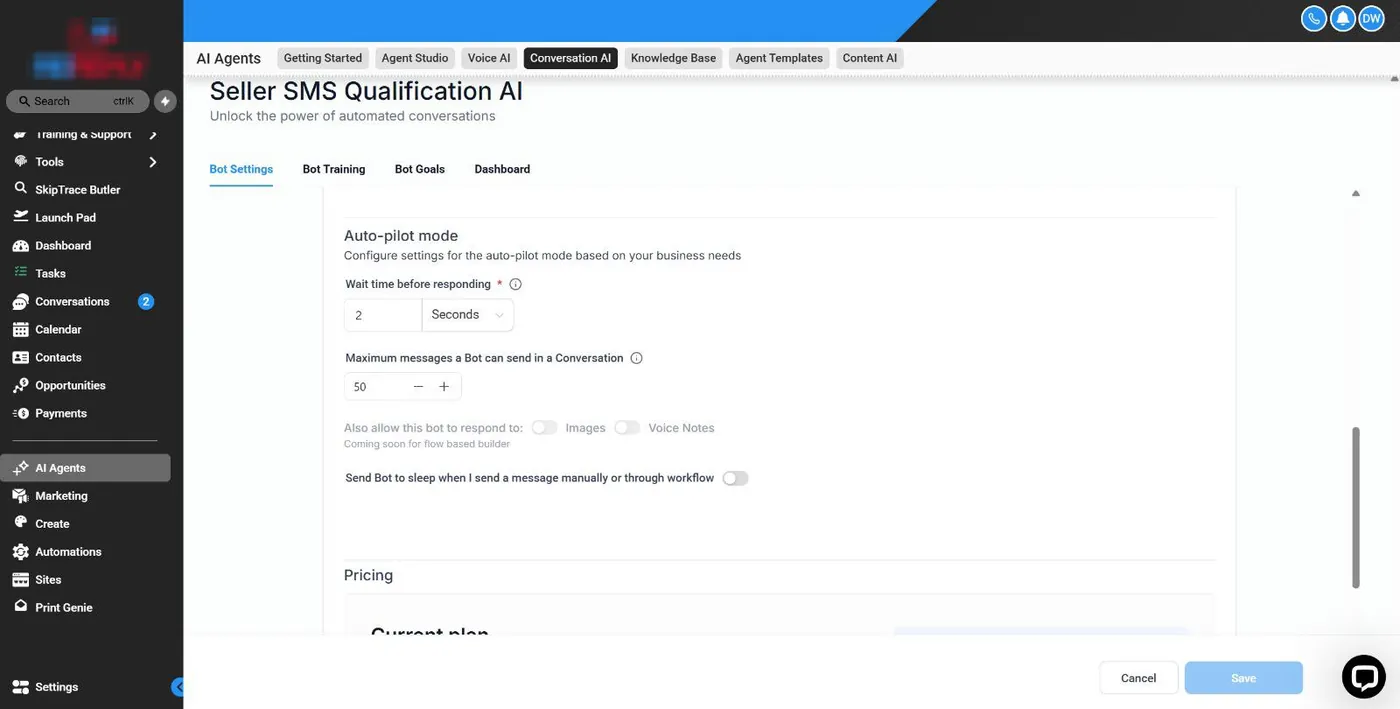 DW
AI Agents
Getting Started
Agent Studio
Voice AI
Conversation AI
Knowledge Base
Agent Templates
Content AI
Search
ctrlK
Training & Support
Tools
SkipTrace Butler
Launch Pad
Dashboard
Tasks
Conversations 2
Calendar
Contacts
Opportunities
Payments
AI Agents
Marketing
Create
Automations
Sites
Print Genie
Settings
Seller SMS Qualification AI
Unlock the power of automated conversations
Bot Settings
Bot Training
Bot Goals
Dashboard
Auto-pilot mode
Configure settings for the auto-pilot mode based on your business needs
Wait time before responding *
2 Seconds
Maximum messages a Bot can send in a Conversation
50
Also allow this bot to respond to: Images Voice Notes
Coming soon for flow based builder
Send Bot to sleep when I send a message manually or through workflow
Pricing
Current plan
Cancel
Save